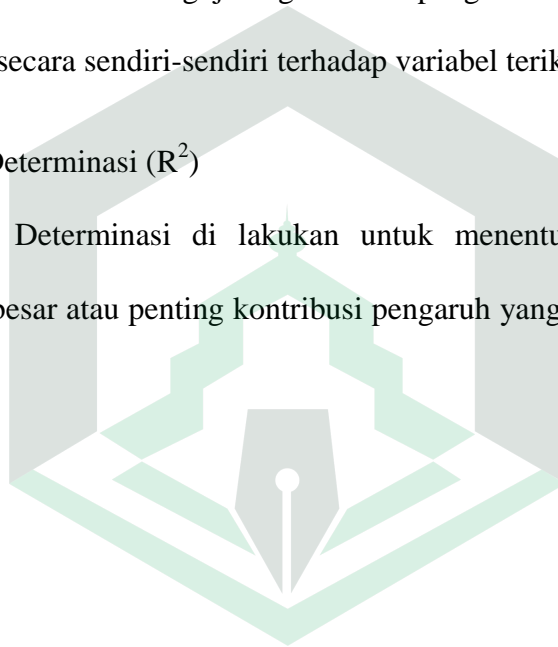 secara sendiri-sendiri terhadap variabel terik
Determinasi (R²)
Determinasi di lakukan untuk menentu
besar atau penting kontribusi pengaruh yang